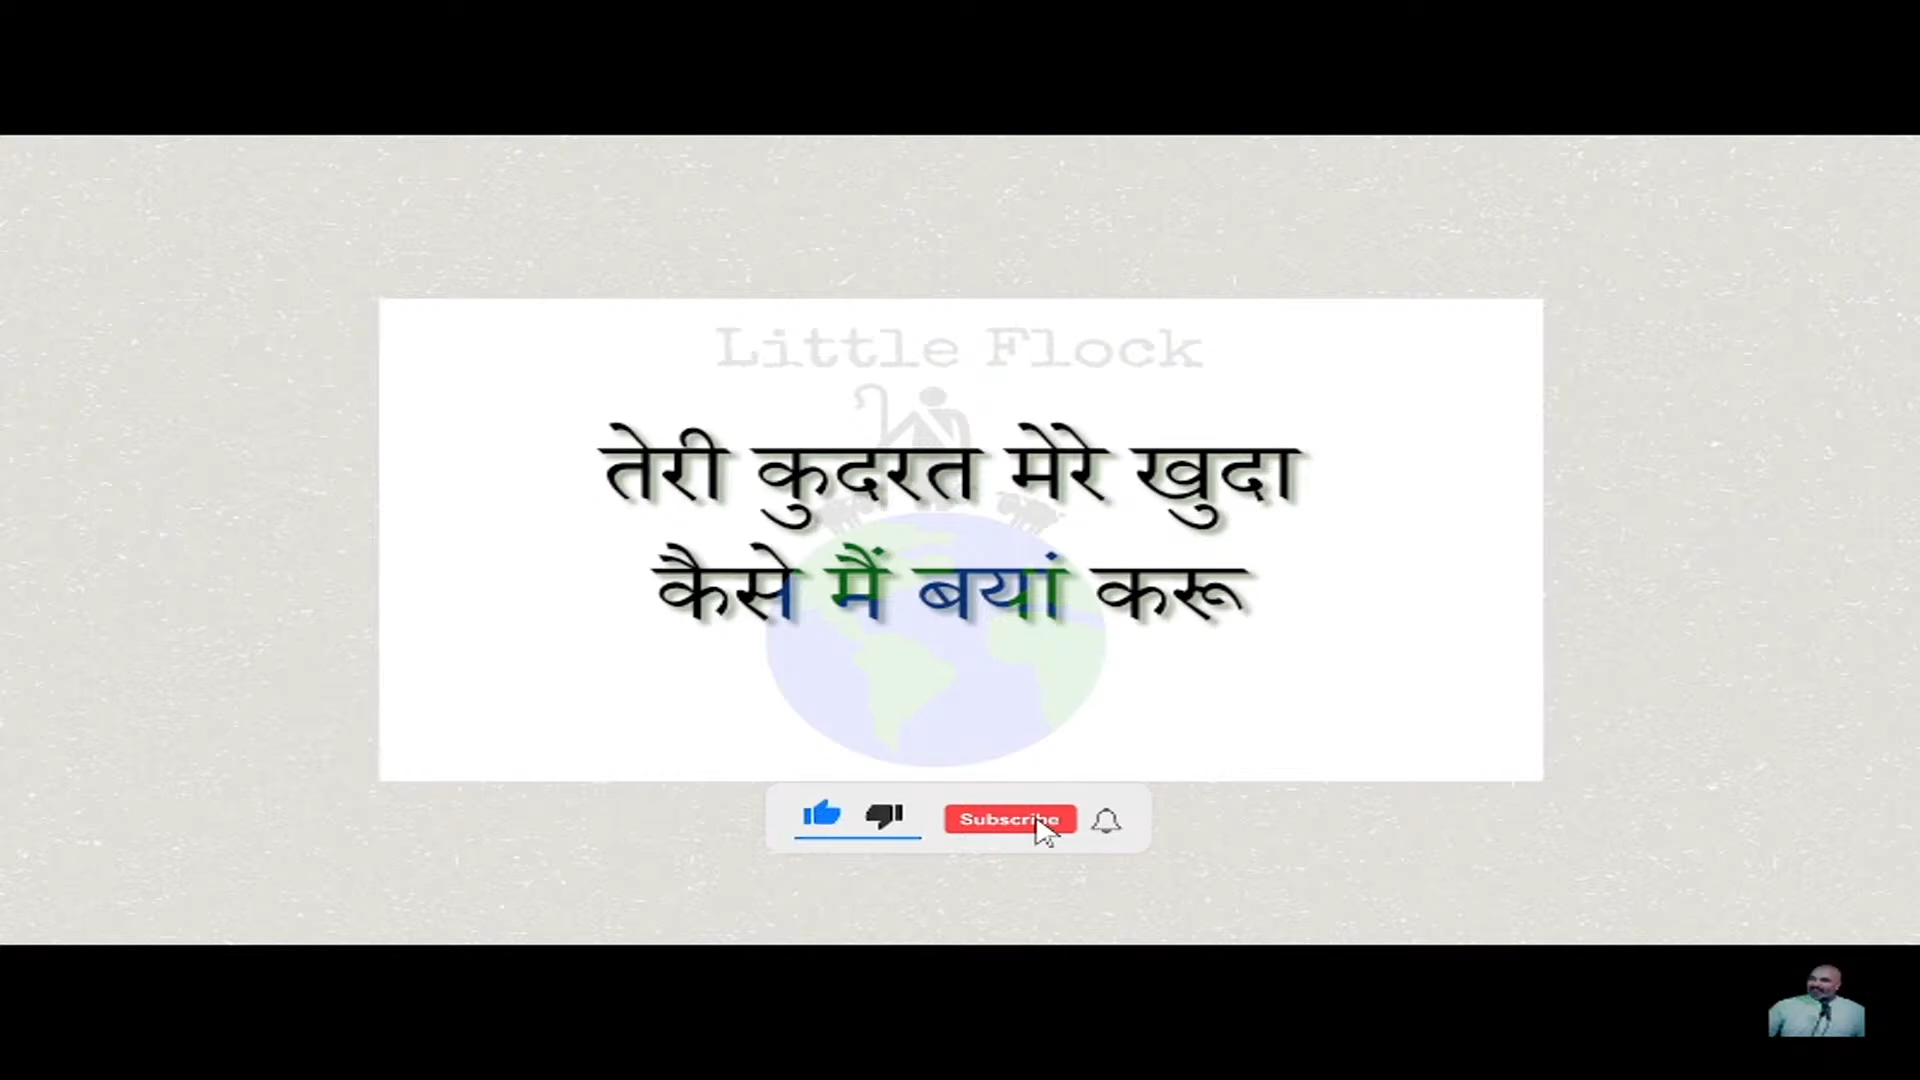 Little Flock
तेरी कुदरत मेरे खुदा
कैसे मैं बयां करू
Subscribe